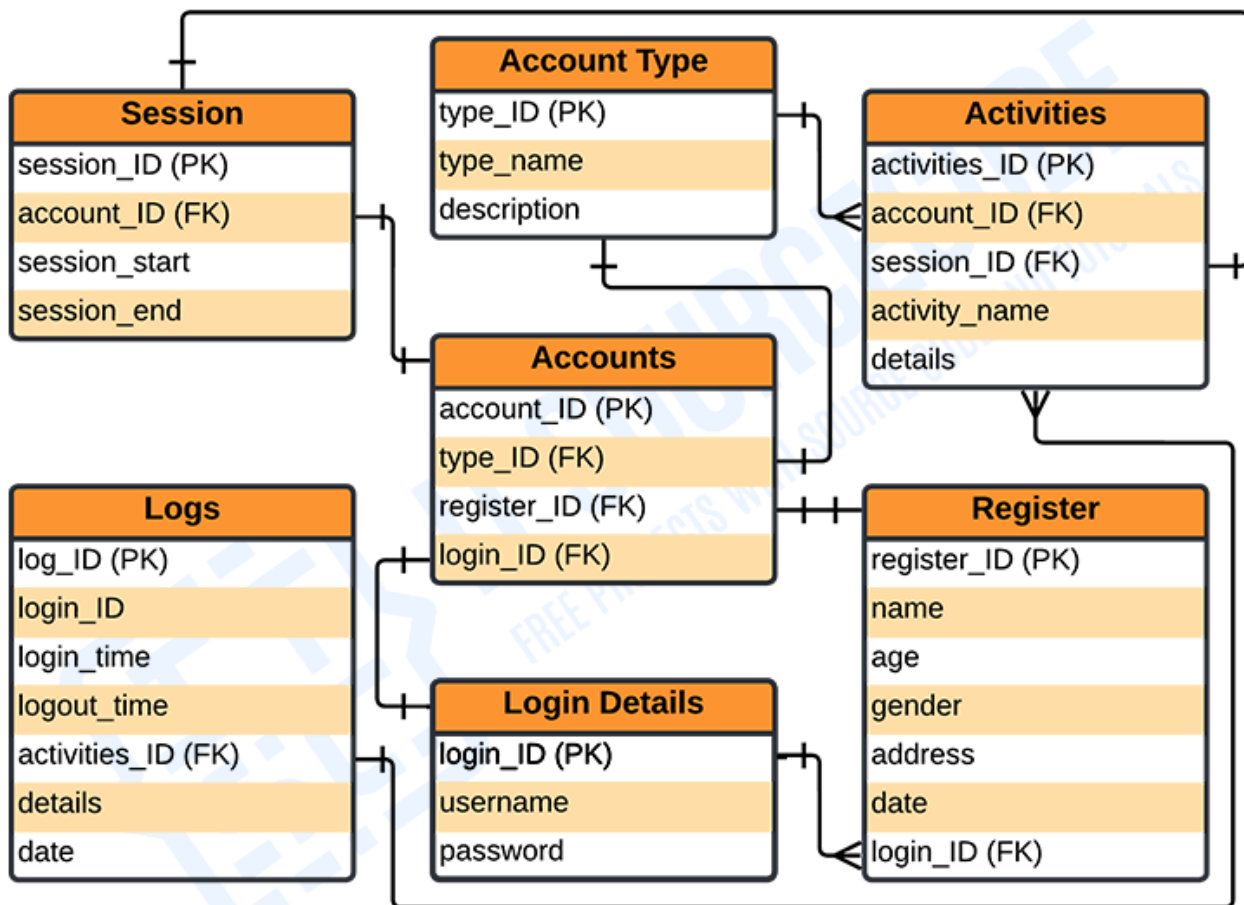 Session
session_ID (PK)
account_ID (FK)
session_start
session_end
Account Type
type_ID (PK)
type_name
description
Activities
activities_ID (PK)
account_ID (FK)
session_ID (FK)
activity_name
details
Accounts
account_ID (PK)
type_ID (FK)
register_ID (FK)
login_ID (FK)
Logs
log_ID (PK)
login_ID
login_time
logout_time
activities_ID (FK)
details
date
Login Details
login_ID (PK)
username
password
Register
register_ID (PK)
name
age
gender
address
date
login_ID (FK)